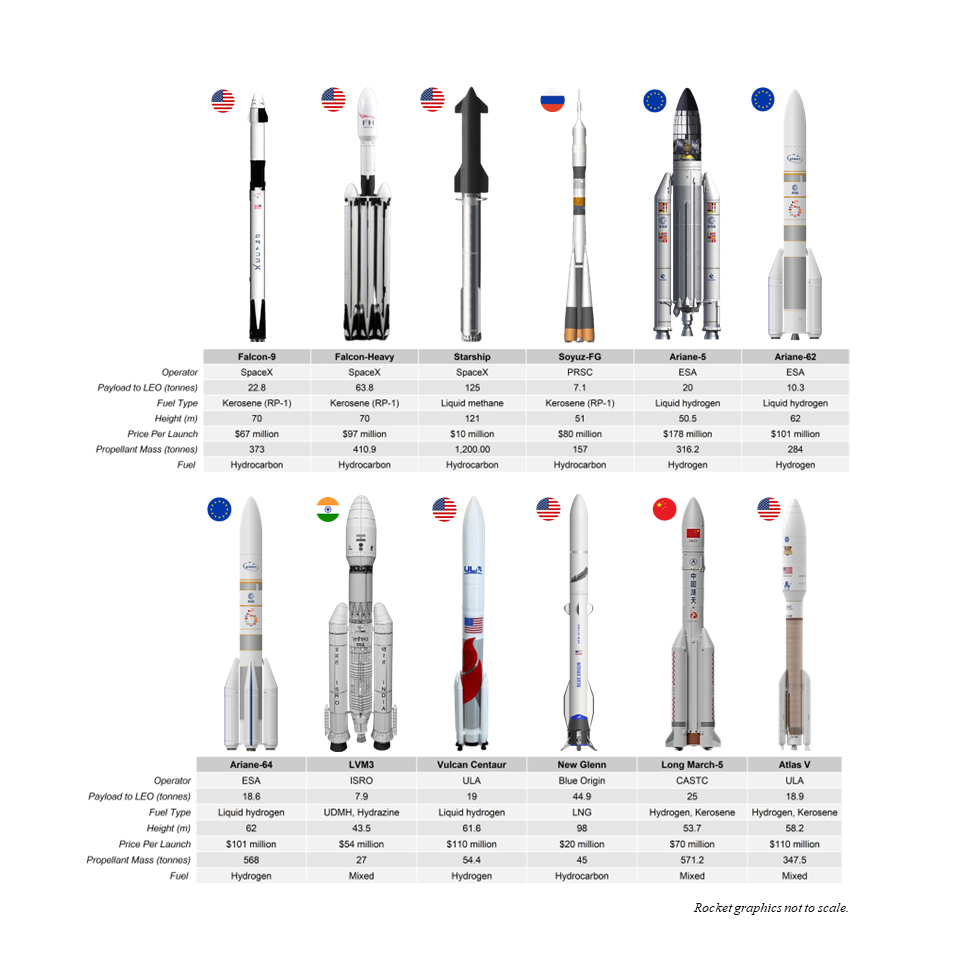 Falcon-9 Falcon-Heavy Starship Soyuz-FG Ariane-5 Ariane-62
Operator SpaceX SpaceX SpaceX PRSC ESA ESA
Payload to LEO (tonnes) 22.8 63.8 125 7.1 20 10.3
Fuel Type Kerosene (RP-1) Kerosene (RP-1) Liquid methane Kerosene (RP-1) Liquid hydrogen Liquid hydrogen
Height (m) 70 70 121 51 50.5 62
Price Per Launch $67 million $97 million $10 million $80 million $178 million $101 million
Propellant Mass (tonnes) 373 410.9 1,200.00 157 316.2 284
Fuel Hydrocarbon Hydrocarbon Hydrocarbon Hydrocarbon Hydrogen Hydrogen
ULA
ISRO
INDIA
BLUE ORIGIN
中国航天
Ariane-64 LVM3 Vulcan Centaur New Glenn Long March-5 Atlas V
Operator ESA ISRO ULA Blue Origin CASTC ULA
Payload to LEO (tonnes) 18.6 7.9 19 44.9 25 18.9
Fuel Type Liquid hydrogen UDMH, Hydrazine Liquid hydrogen LNG Hydrogen, Kerosene Hydrogen, Kerosene
Height (m) 62 43.5 61.6 98 53.7 58.2
Price Per Launch $101 million $54 million $110 million $20 million $70 million $110 million
Propellant Mass (tonnes) 568 27 54.4 45 571.2 347.5
Fuel Hydrogen Mixed Hydrogen Hydrocarbon Mixed Mixed
Rocket graphics not to scale.